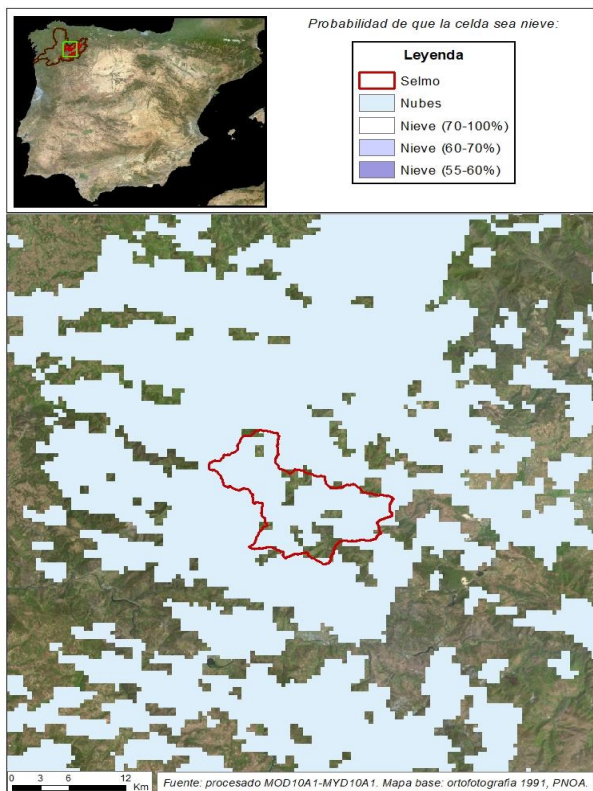 Probabilidad de que la celda sea nieve:
Leyenda
Selmo
Nubes
Nieve (70-100%)
Nieve (60-70%)
Nieve (55-60%)
0 3 6 12
Km
Fuente: procesado MOD10A1-MYD10A1. Mapa base: ortofotografía 1991, PNOA.